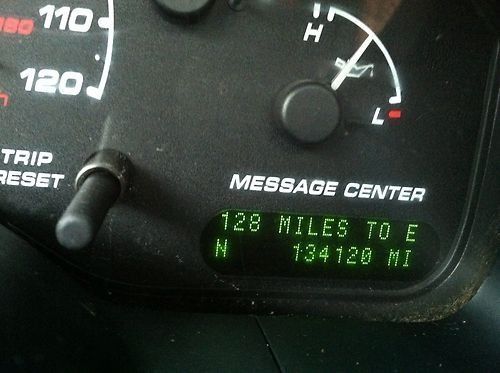 110
120
H
L
TRIP
RESET
MESSAGE CENTER
128 MILES TO E
N 134120 MI